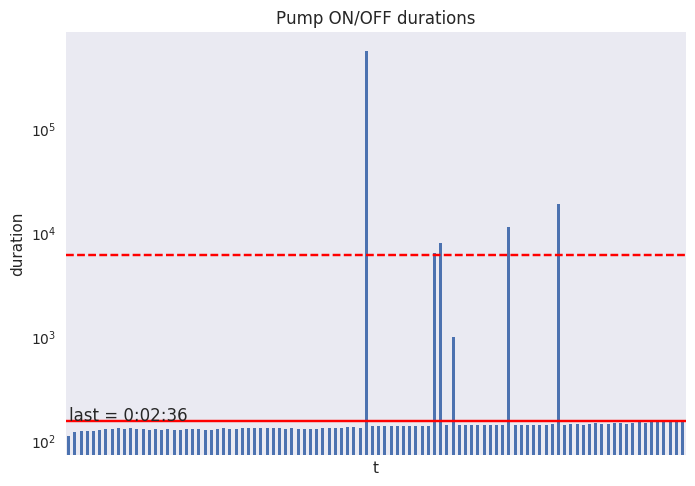 Pump ON/OFF durations
10⁵
10⁴
10³
10²
duration
last = 0:02:36
t